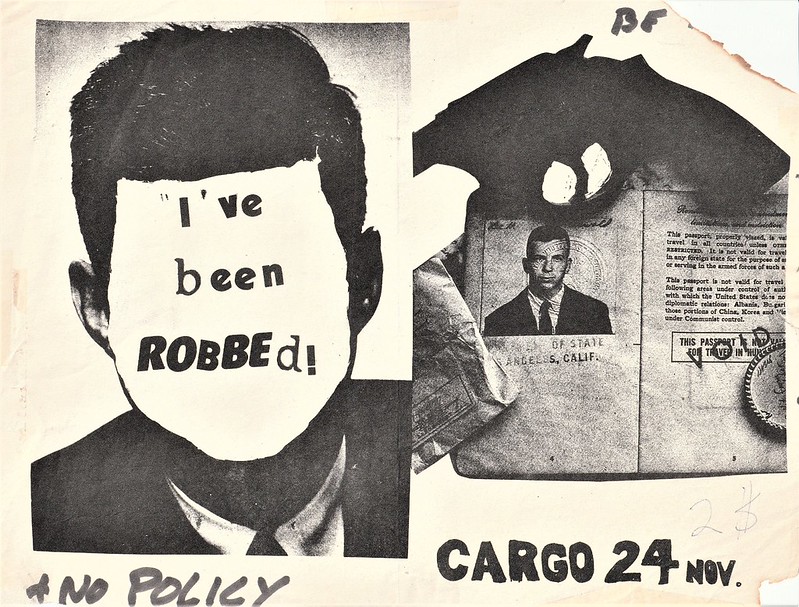 "I've
been
ROBBEd!
+ NO POLICY
BE
This passport, properly visaed, is
travel in all countries unless
RESTRICTED. It is not valid for
in any foreign state for the purpose of
or serving in the armed forces of such a
This passport is not valid for travel
following areas under control of
with which the United States does no
diplomatic relations: Albania,
those portions of China, Korea and
under Communist control.
THIS PASSPORT IS NOT
FOR TRAVEL IN
VOID
OF STATE
ANGELES, CALIF.
4
5
2$
CARGO 24 NOV.